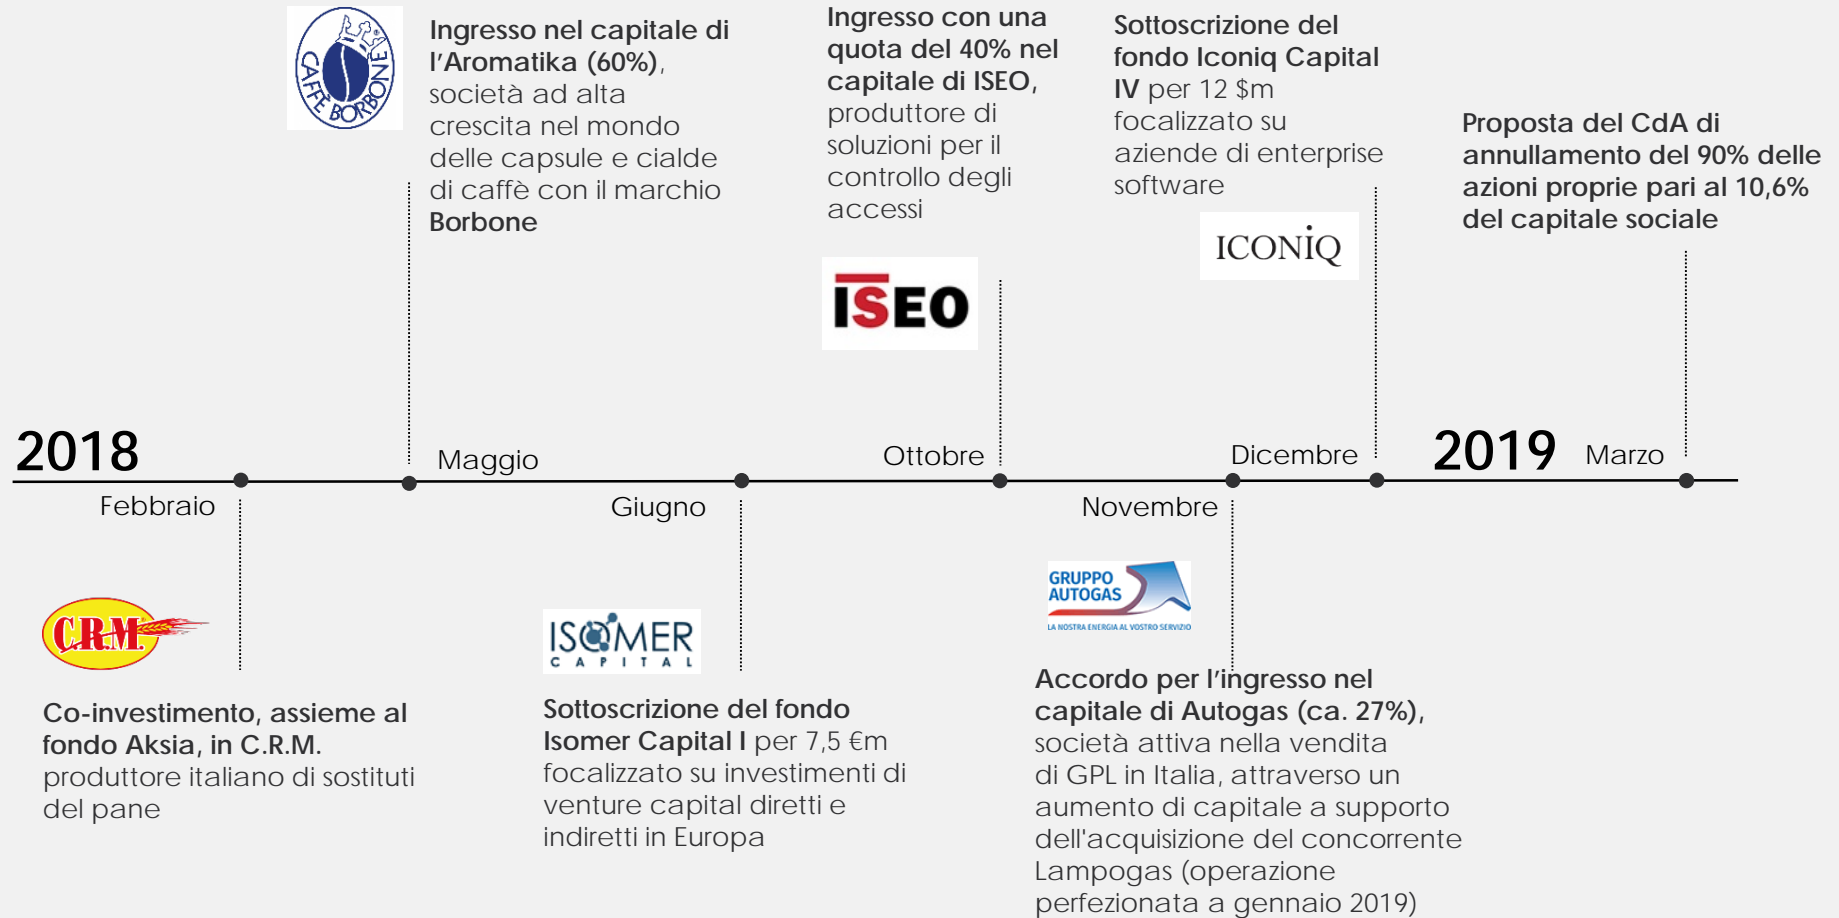 CAFFÈ BORBONE
Ingresso nel capitale di
l'Aromatika (60%),
società ad alta
crescita nel mondo
delle capsule e cialde
di caffè con il marchio
Borbone
Ingresso con una
quota del 40% nel
capitale di ISEO,
produttore di
soluzioni per il
controllo degli
accessi
ISEO
Sottoscrizione del
fondo Iconiq Capital
IV per 12 $m
focalizzato su
aziende di enterprise
software
ICONiQ
Proposta del CdA di
annullamento del 90% delle
azioni proprie pari al 10,6%
del capitale sociale
2018
Febbraio
Maggio
Giugno
Ottobre
Novembre
Dicembre
2019
Marzo
C.R.M.
Co-investimento, assieme al
fondo Aksia, in C.R.M.
produttore italiano di sostituti
del pane
ISOMER
CAPITAL
Sottoscrizione del fondo
Isomer Capital I per 7,5 €m
focalizzato su investimenti di
venture capital diretti e
indiretti in Europa
GRUPPO
AUTOGAS
LA NOSTRA ENERGIA AL VOSTRO SERVIZIO
Accordo per l'ingresso nel
capitale di Autogas (ca. 27%),
società attiva nella vendita
di GPL in Italia, attraverso un
aumento di capitale a supporto
dell'acquisizione del concorrente
Lampogas (operazione
perfezionata a gennaio 2019)